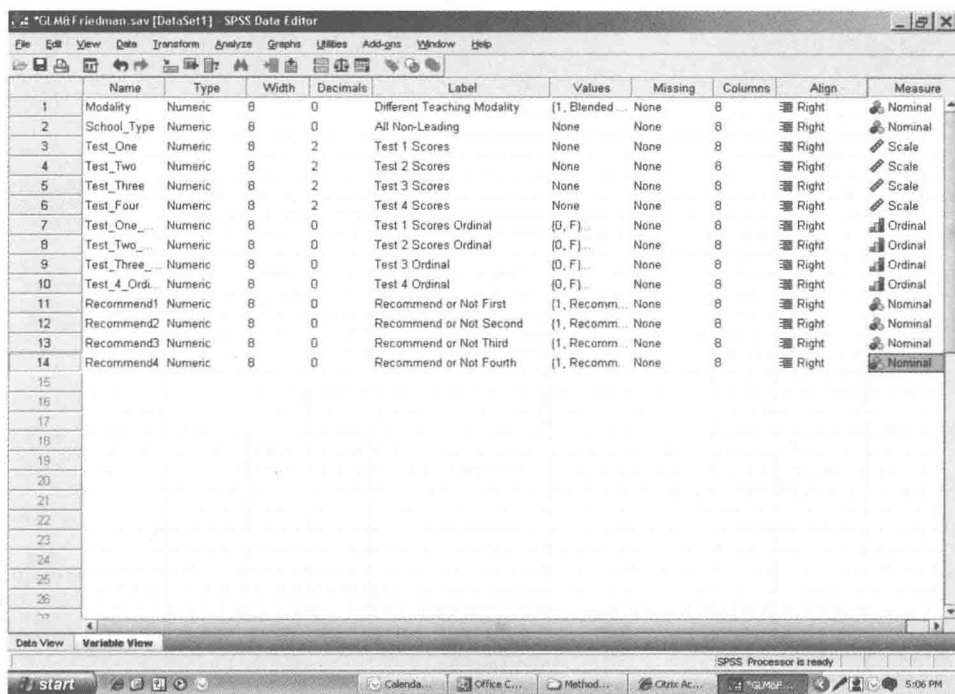 *GLM&Friedman.sav [DataSet1] - SPSS Data Editor
File Edit View Data Transform Analyze Graphs Utilities Add-ons Window Help
Name Type Width Decimals Label Values Missing Columns Align Measure
1 Modality Numeric 8 0 Different Teaching Modality {1, Blended ... None 8 Right Nominal
2 School_Type Numeric 8 0 All Non-Leading None None 8 Right Nominal
3 Test_One Numeric 8 2 Test 1 Scores None None 8 Right Scale
4 Test_Two Numeric 8 2 Test 2 Scores None None 8 Right Scale
5 Test_Three Numeric 8 2 Test 3 Scores None None 8 Right Scale
6 Test_Four Numeric 8 2 Test 4 Scores None None 8 Right Scale
7 Test_One_... Numeric 8 0 Test 1 Scores Ordinal {0, F}... None 8 Right Ordinal
8 Test_Two_... Numeric 8 0 Test 2 Scores Ordinal {0, F}... None 8 Right Ordinal
9 Test_Three_... Numeric 8 0 Test 3 Ordinal {0, F}... None 8 Right Ordinal
10 Test_4_Ordi... Numeric 8 0 Test 4 Ordinal {0, F}... None 8 Right Ordinal
11 Recommend1 Numeric 8 0 Recommend or Not First {1, Recomm... None 8 Right Nominal
12 Recommend2 Numeric 8 0 Recommend or Not Second {1, Recomm... None 8 Right Nominal
13 Recommend3 Numeric 8 0 Recommend or Not Third {1, Recomm... None 8 Right Nominal
14 Recommend4 Numeric 8 0 Recommend or Not Fourth {1, Recomm... None 8 Right Nominal
15
16
17
18
19
20
21
22
23
24
25
26
27
Data View Variable View
SPSS Processor is ready
start Calenda... Office C... Method... Citrix Ac... *GLM&F... 5:06 PM